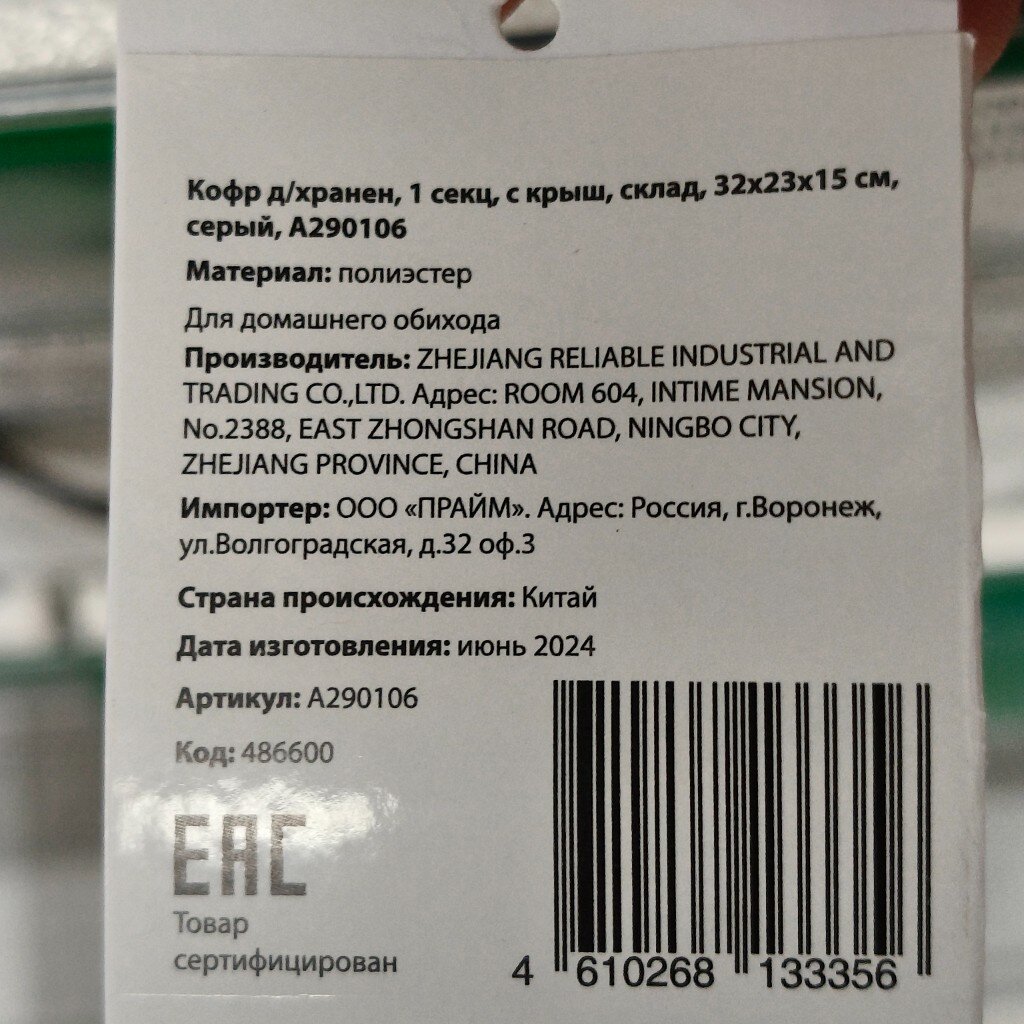 Кофр д/хранен, 1 секц, с крыш, склад, 32х23х15 см,
серый, А290106
Материал: полиэстер
Для домашнего обихода
Производитель: ZHEJIANG RELIABLE INDUSTRIAL AND
TRADING CO.,LTD. Адрес: ROOM 604, INTIME MANSION,
No.2388, EAST ZHONGSHAN ROAD, NINGBO CITY,
ZHEJIANG PROVINCE, CHINA
Импортер: ООО «ПРАЙМ». Адрес: Россия, г.Воронеж,
ул.Волгоградская, д.32 оф.3
Страна происхождения: Китай
Дата изготовления: июнь 2024
Артикул: А290106
Код: 486600
EAC
Товар
сертифицирован
4 610268 133356